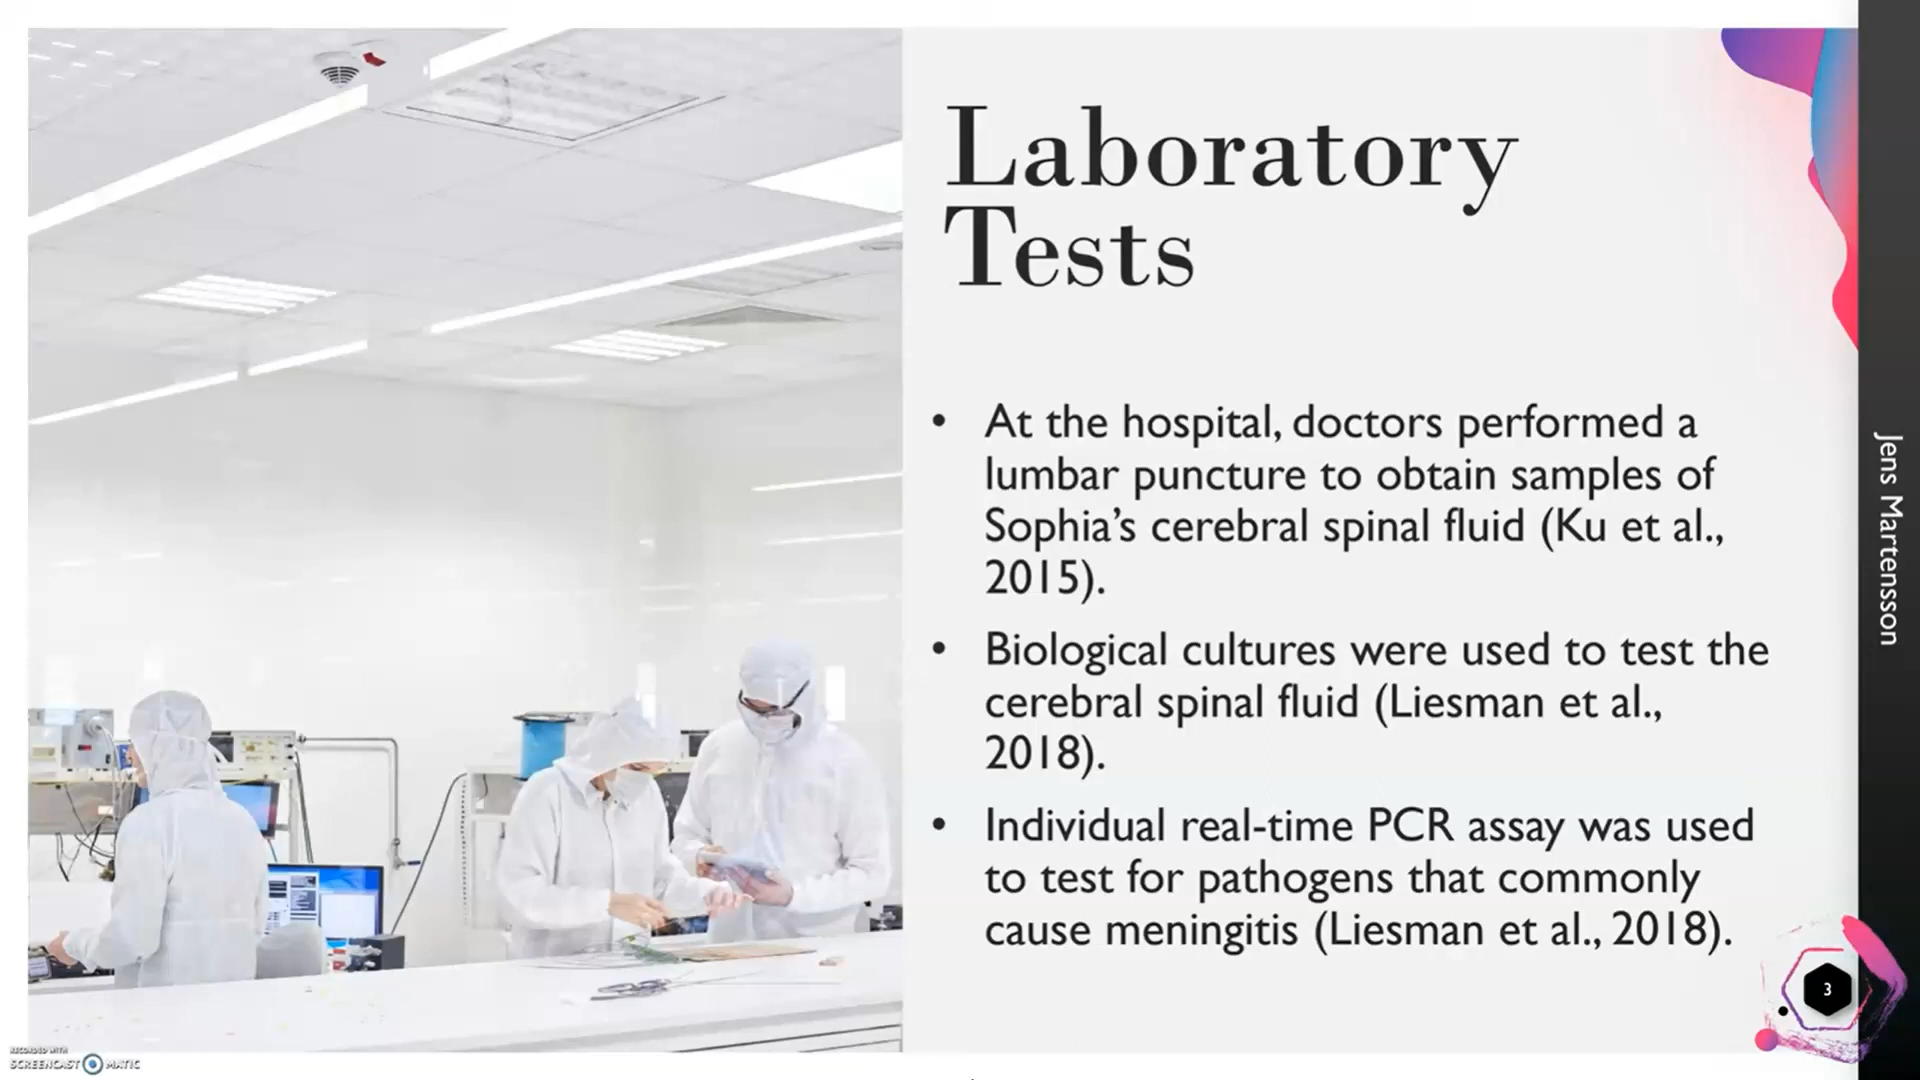 Laboratory
Tests
• At the hospital, doctors performed a
lumbar puncture to obtain samples of
Sophia’s cerebral spinal fluid (Ku et al.,
2015).
• Biological cultures were used to test the
cerebral spinal fluid (Liesman et al.,
2018).
• Individual real-time PCR assay was used
to test for pathogens that commonly
cause meningitis (Liesman et al., 2018).
Jens Martensson
3
RECORDED WITH
SCREENCAST MATIC